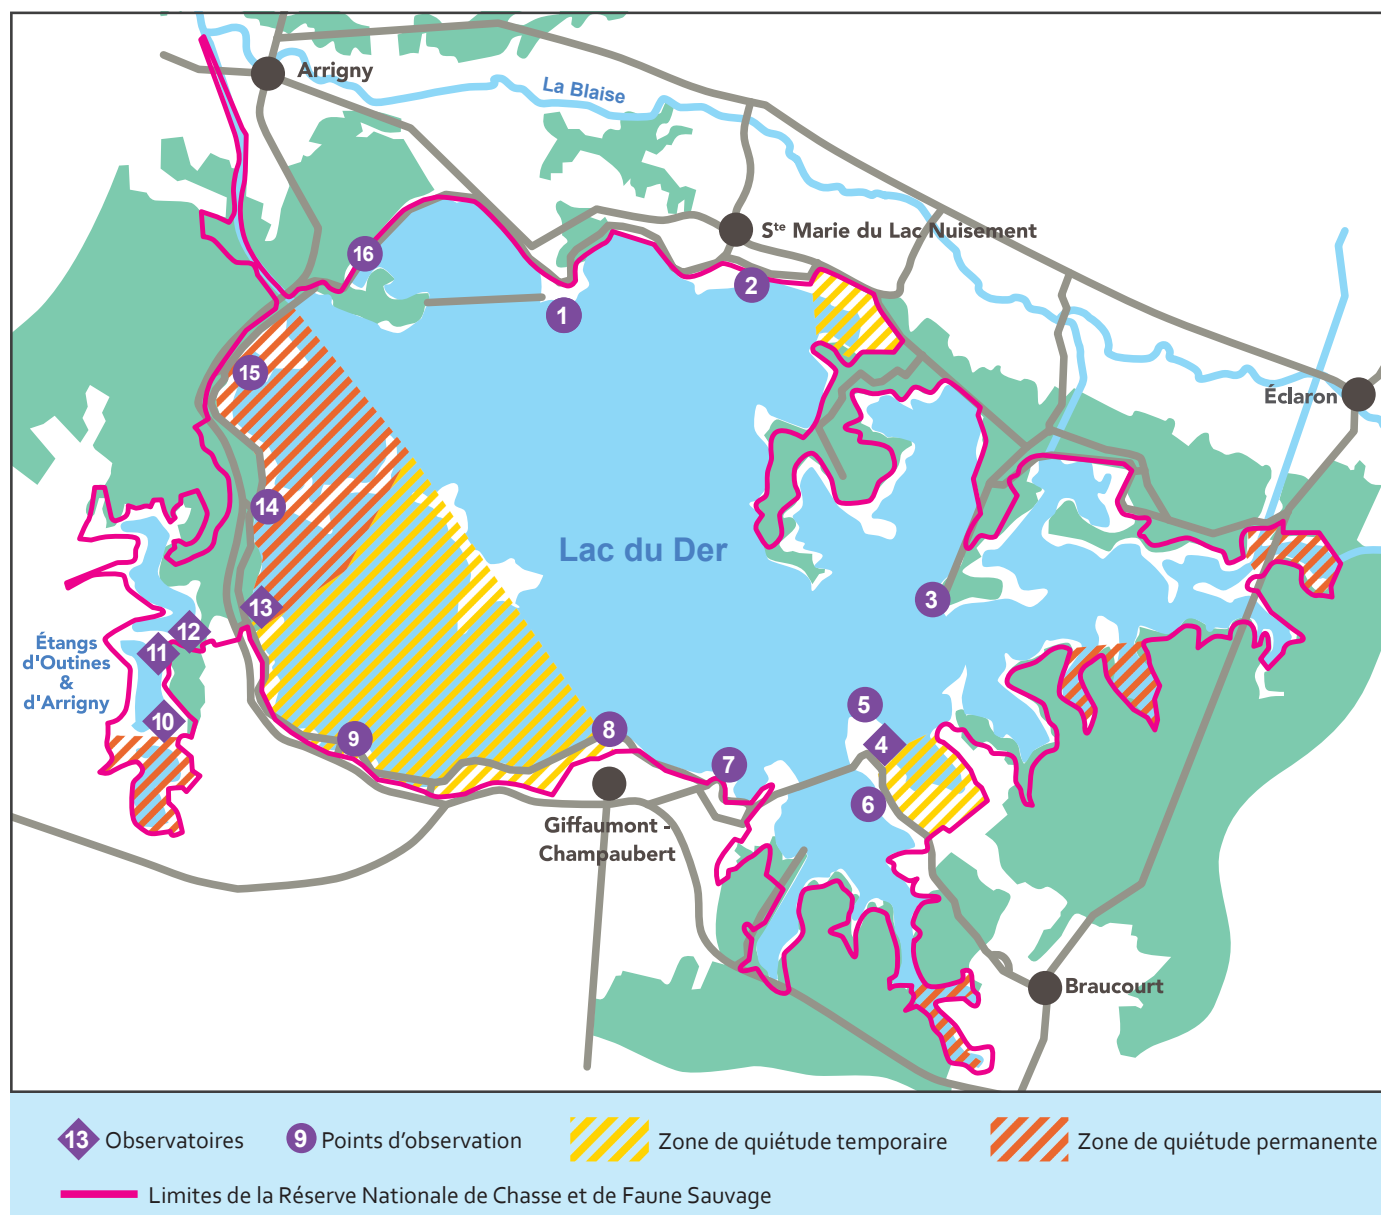 Arrigny
La Blaise
16
Ste Marie du Lac Nuisement
1
2
15
Éclaron
14
Lac du Der
3
13
12
11
Étangs
d'Outines
&
d'Arrigny
10
5
4
9
8
7
6
Giffaumont -
Champaubert
Braucourt
13 Observatoires
9 Points d'observation
Zone de quiétude temporaire
Zone de quiétude permanente
Limites de la Réserve Nationale de Chasse et de Faune Sauvage